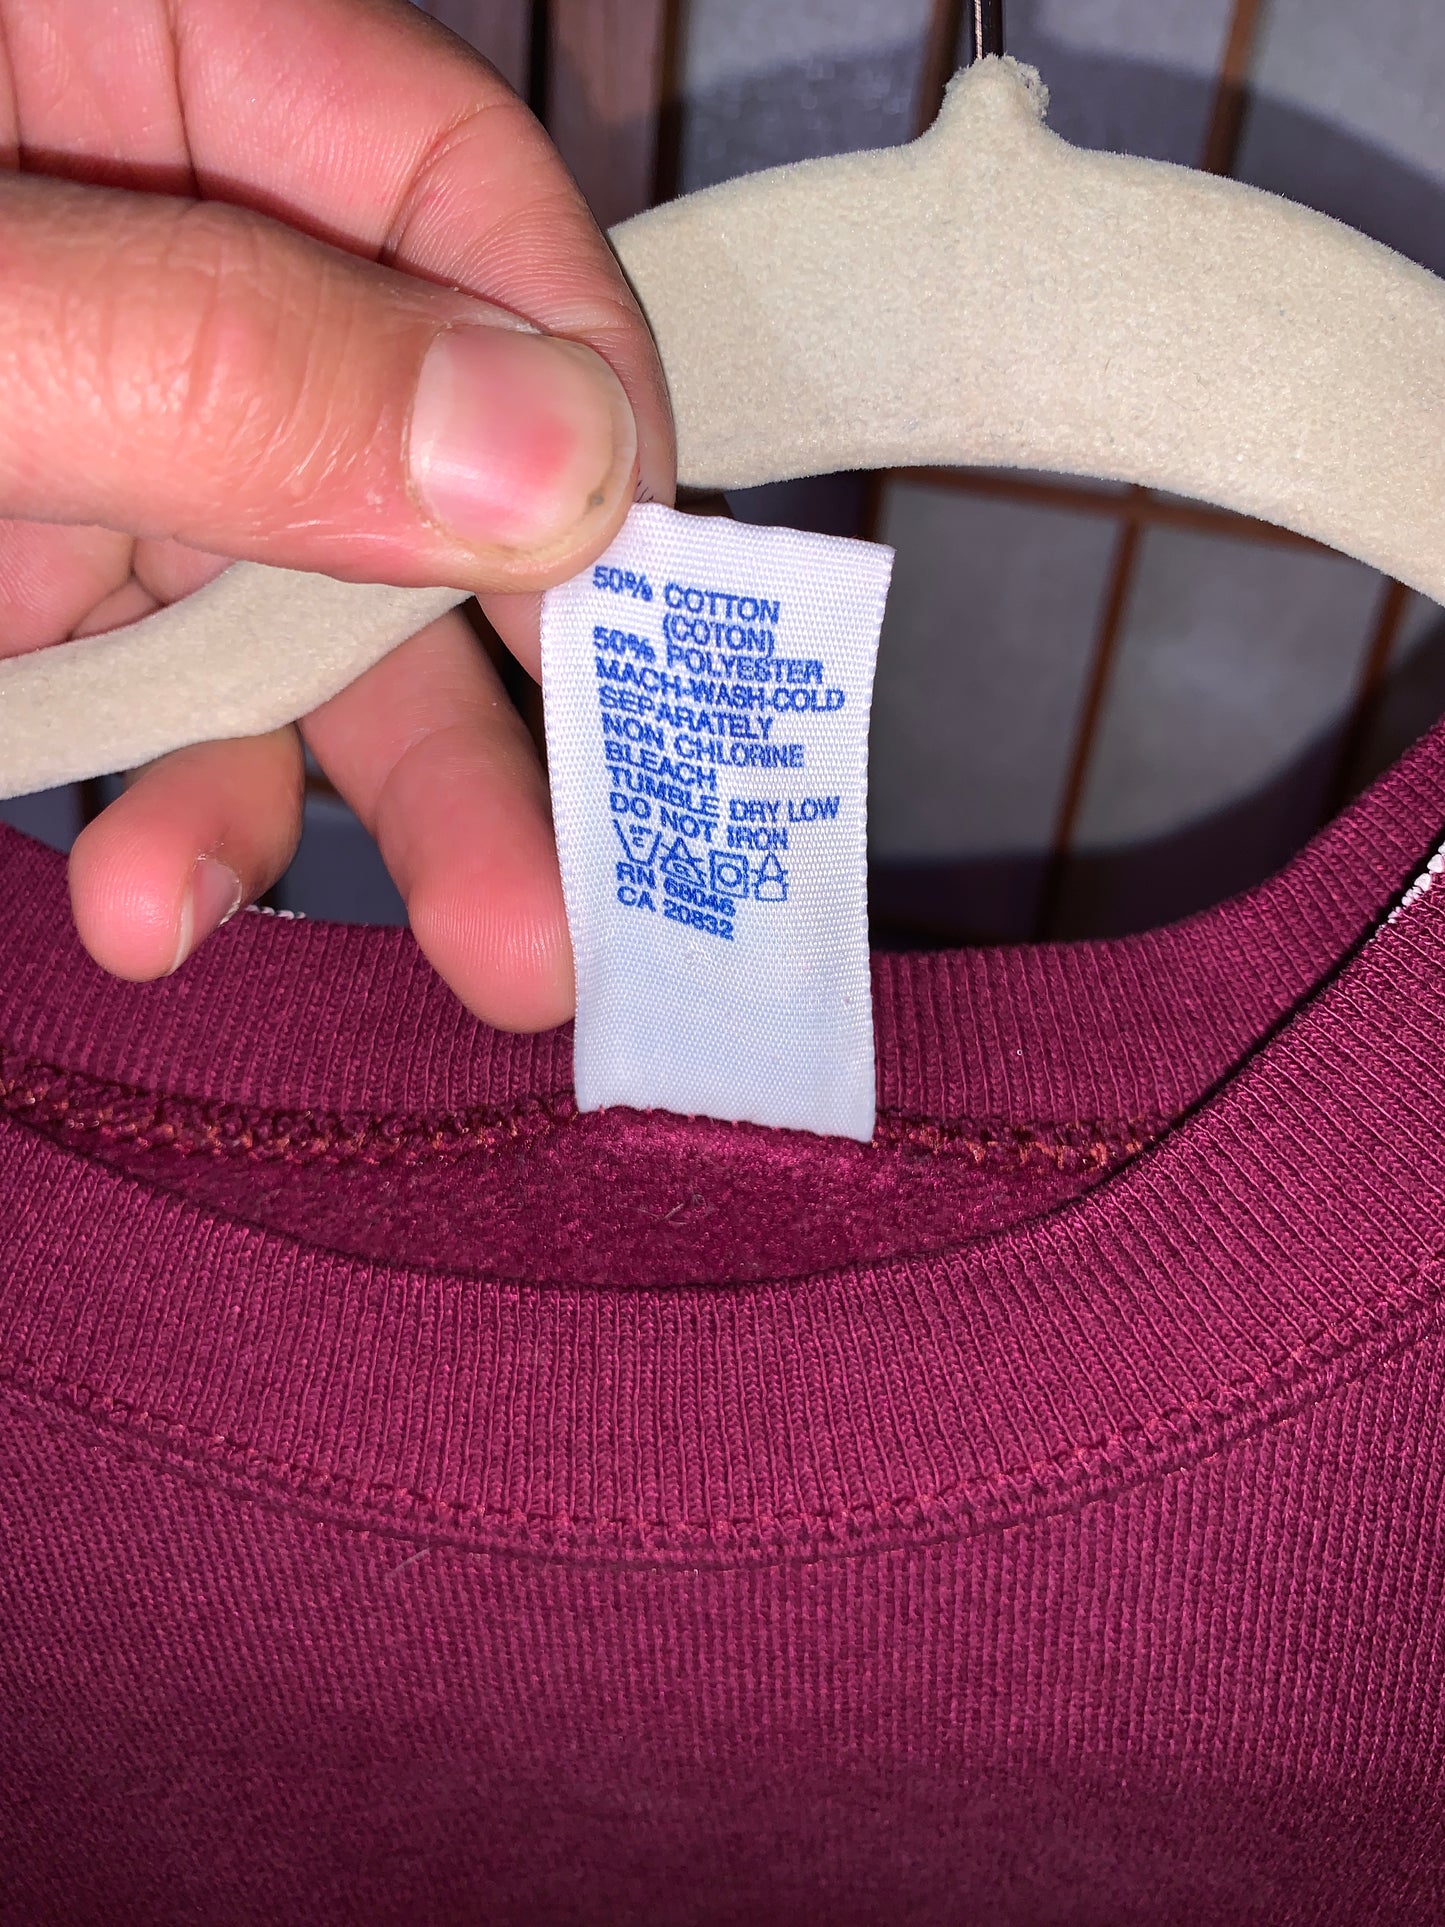 50% COTTON
(COTON)
50% POLYESTER
MACH-WASH-COLD
SEPARATELY
NON CHLORINE
BLEACH
TUMBLE DRY LOW
DO NOT IRON
RN 68046
CA 20832